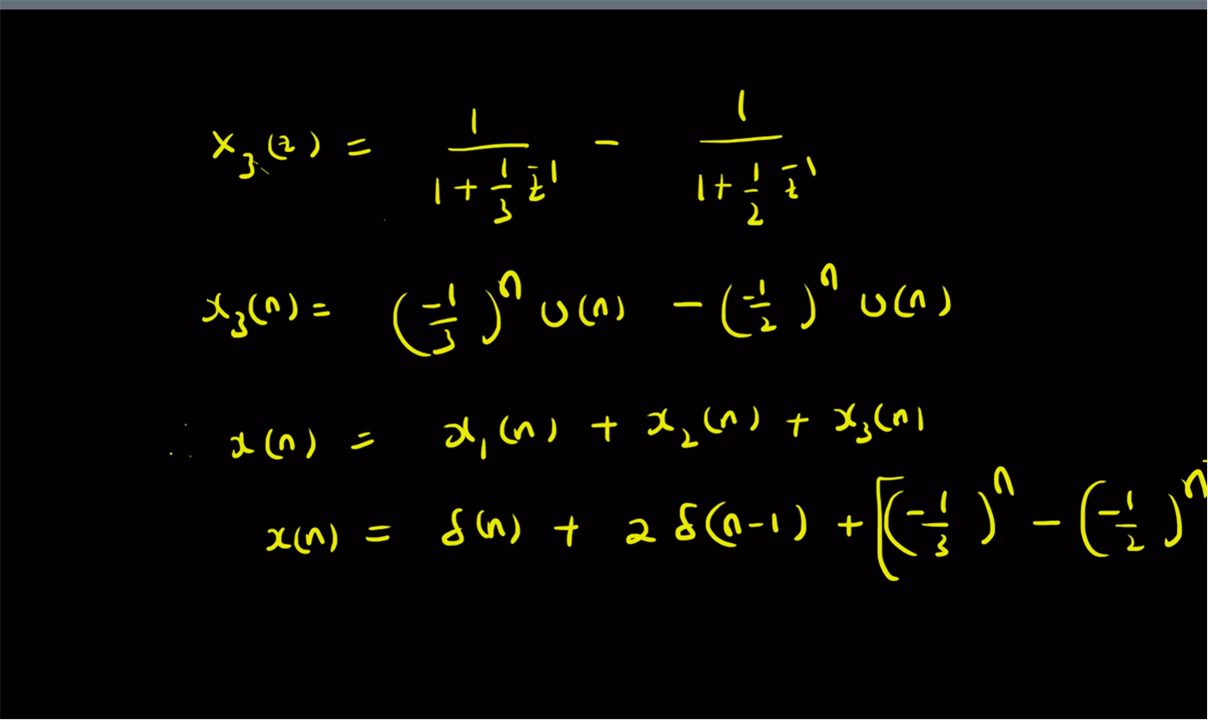 X₃(z) = 1/(1 + 1/3 z⁻¹) - 1/(1 + 1/2 z⁻¹)
x₃(n) = (-1/3)ⁿ u(n) - (-1/2)ⁿ u(n)
∴ x(n) = x₁(n) + x₂(n) + x₃(n)
x(n) = δ(n) + 2 δ(n-1) + [(-1/3)ⁿ - (-1/2)ⁿ